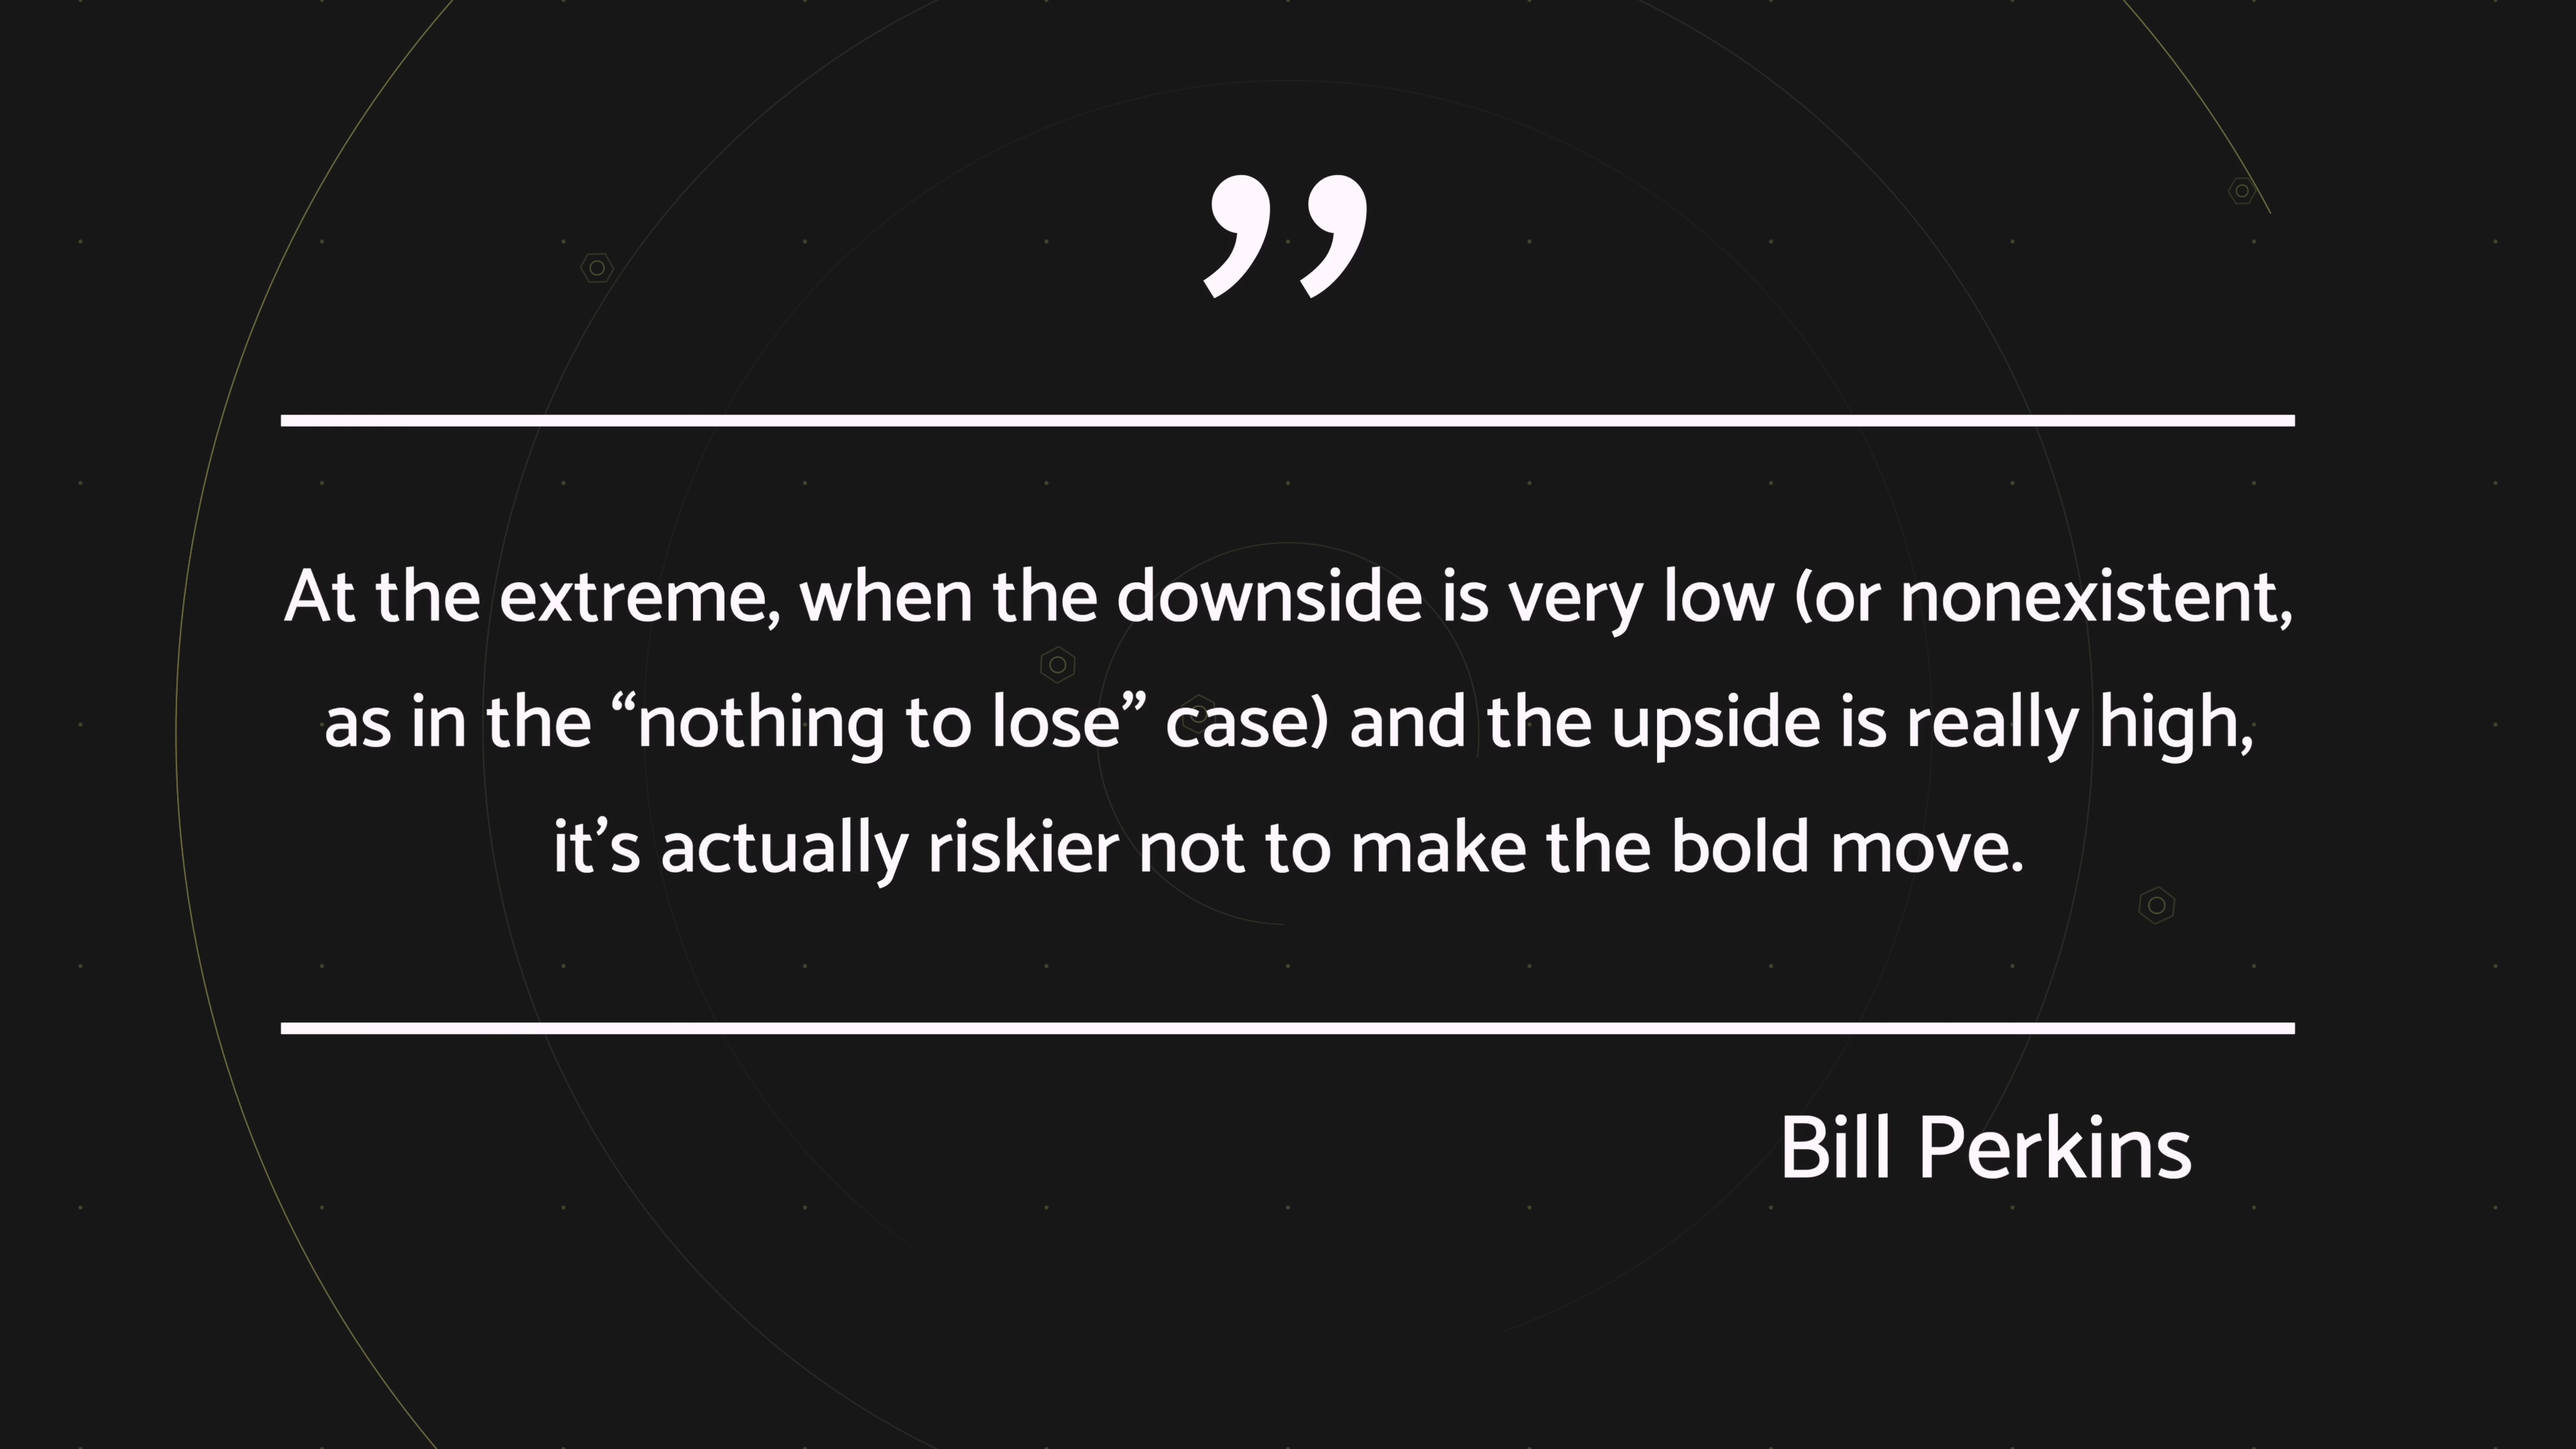 ”
At the extreme, when the downside is very low (or nonexistent,
as in the “nothing to lose” case) and the upside is really high,
it’s actually riskier not to make the bold move.
Bill Perkins